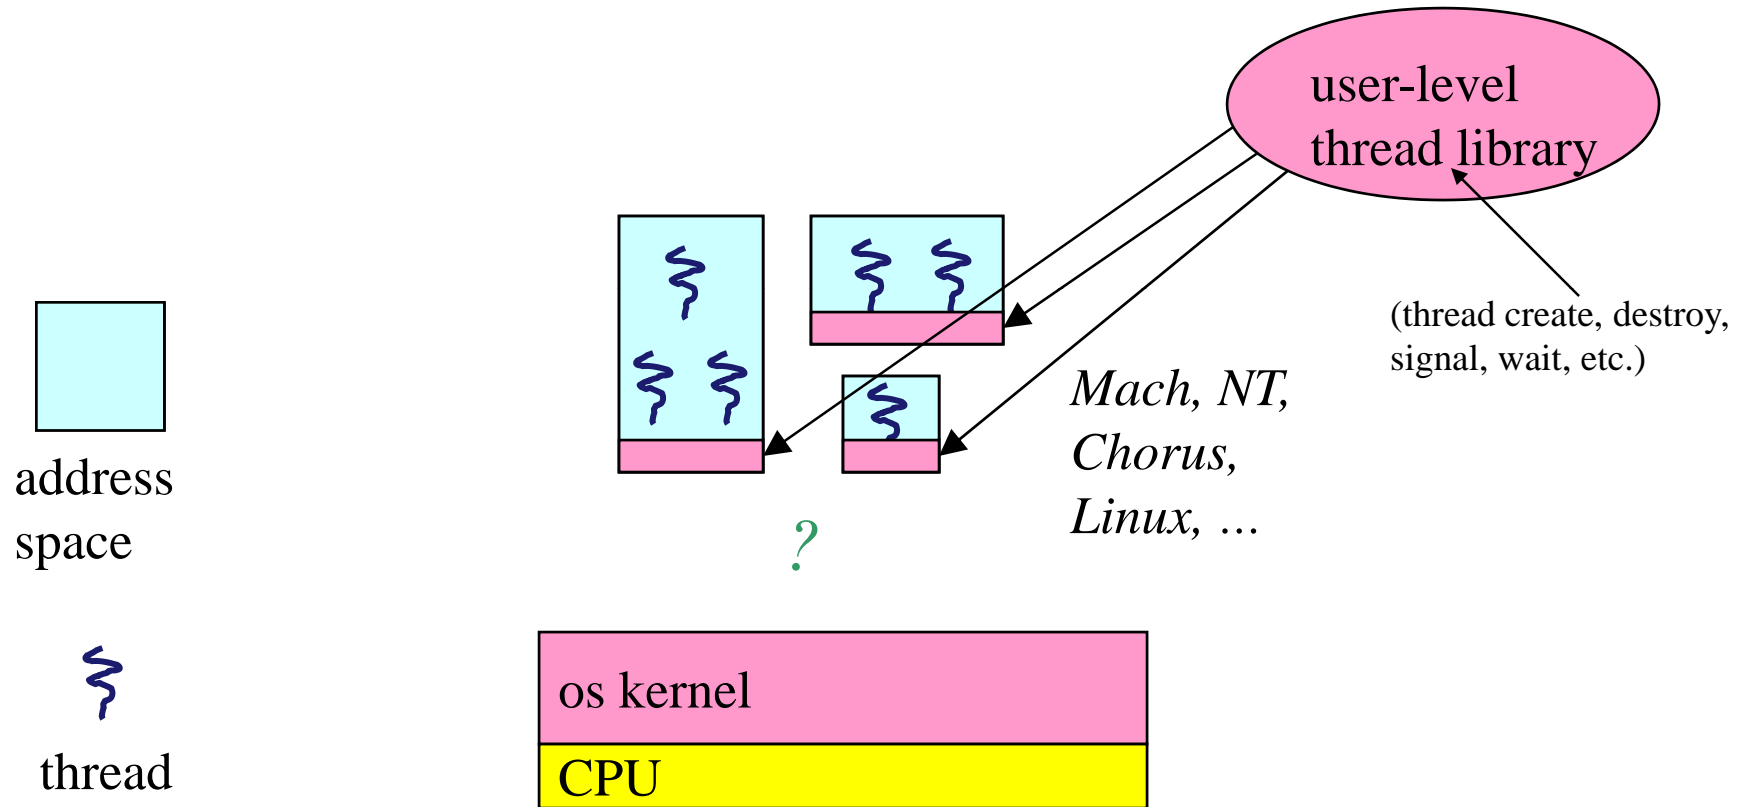 user-level
thread library
(thread create, destroy,
signal, wait, etc.)
Mach, NT,
Chorus,
Linux, ...
address
space
?
os kernel
thread
CPU